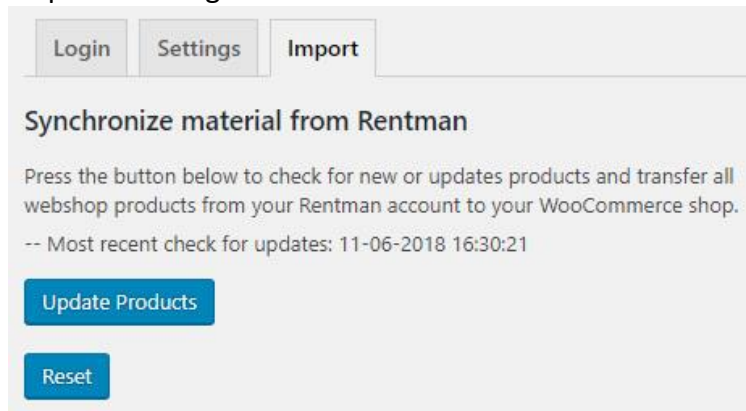 Login Settings Import
Synchronize material from Rentman
Press the button below to check for new or updates products and transfer all
webshop products from your Rentman account to your WooCommerce shop.
-- Most recent check for updates: 11-06-2018 16:30:21
Update Products
Reset